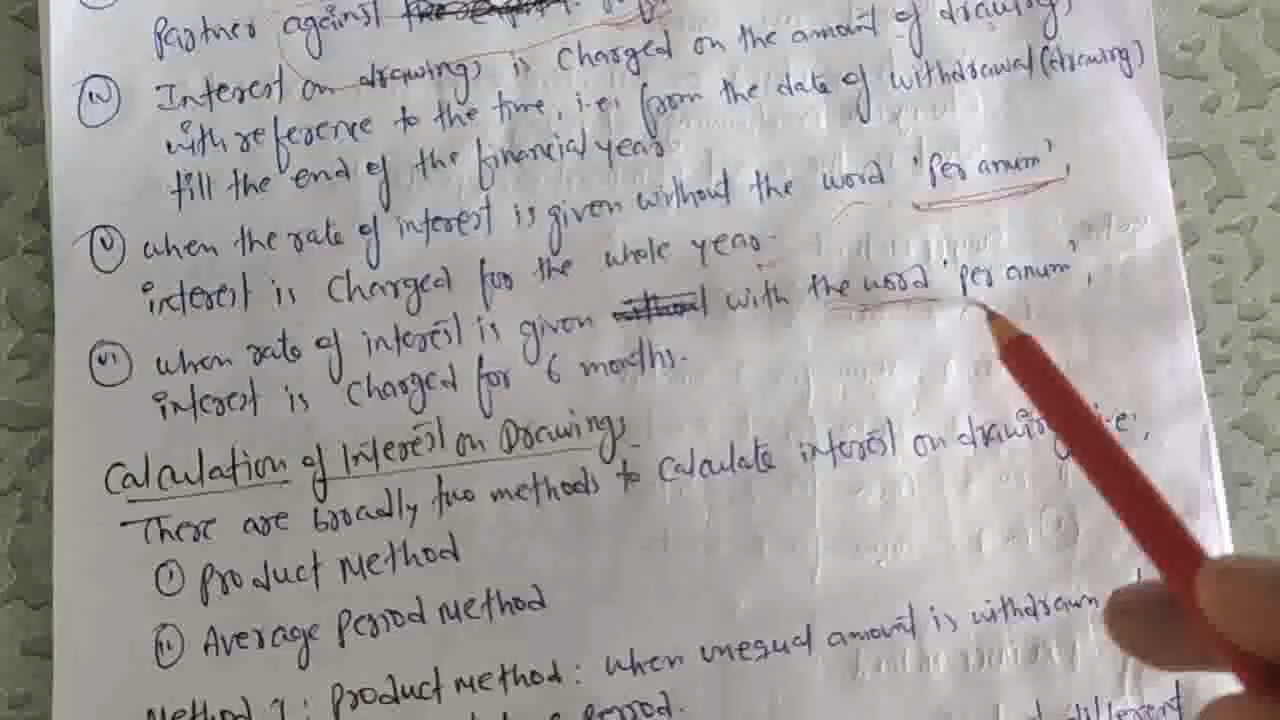 Partner against
(iv) Interest on drawings is charged on the amount of drawings
with reference to the time, i.e. from the date of withdrawal (drawing)
till the end of the financial year.
(v) when the rate of interest is given without the word 'per anum',
interest is charged for the whole year.
(vi) when rate of interest is given with the word 'per anum',
interest is charged for 6 months.
Calculation of Interest on Drawings
There are broadly two methods to calculate interest on drawing i.e.,
(i) Product Method
(ii) Average Period Method
Method 1: Product method: when unequal amount is withdrawn
period. different